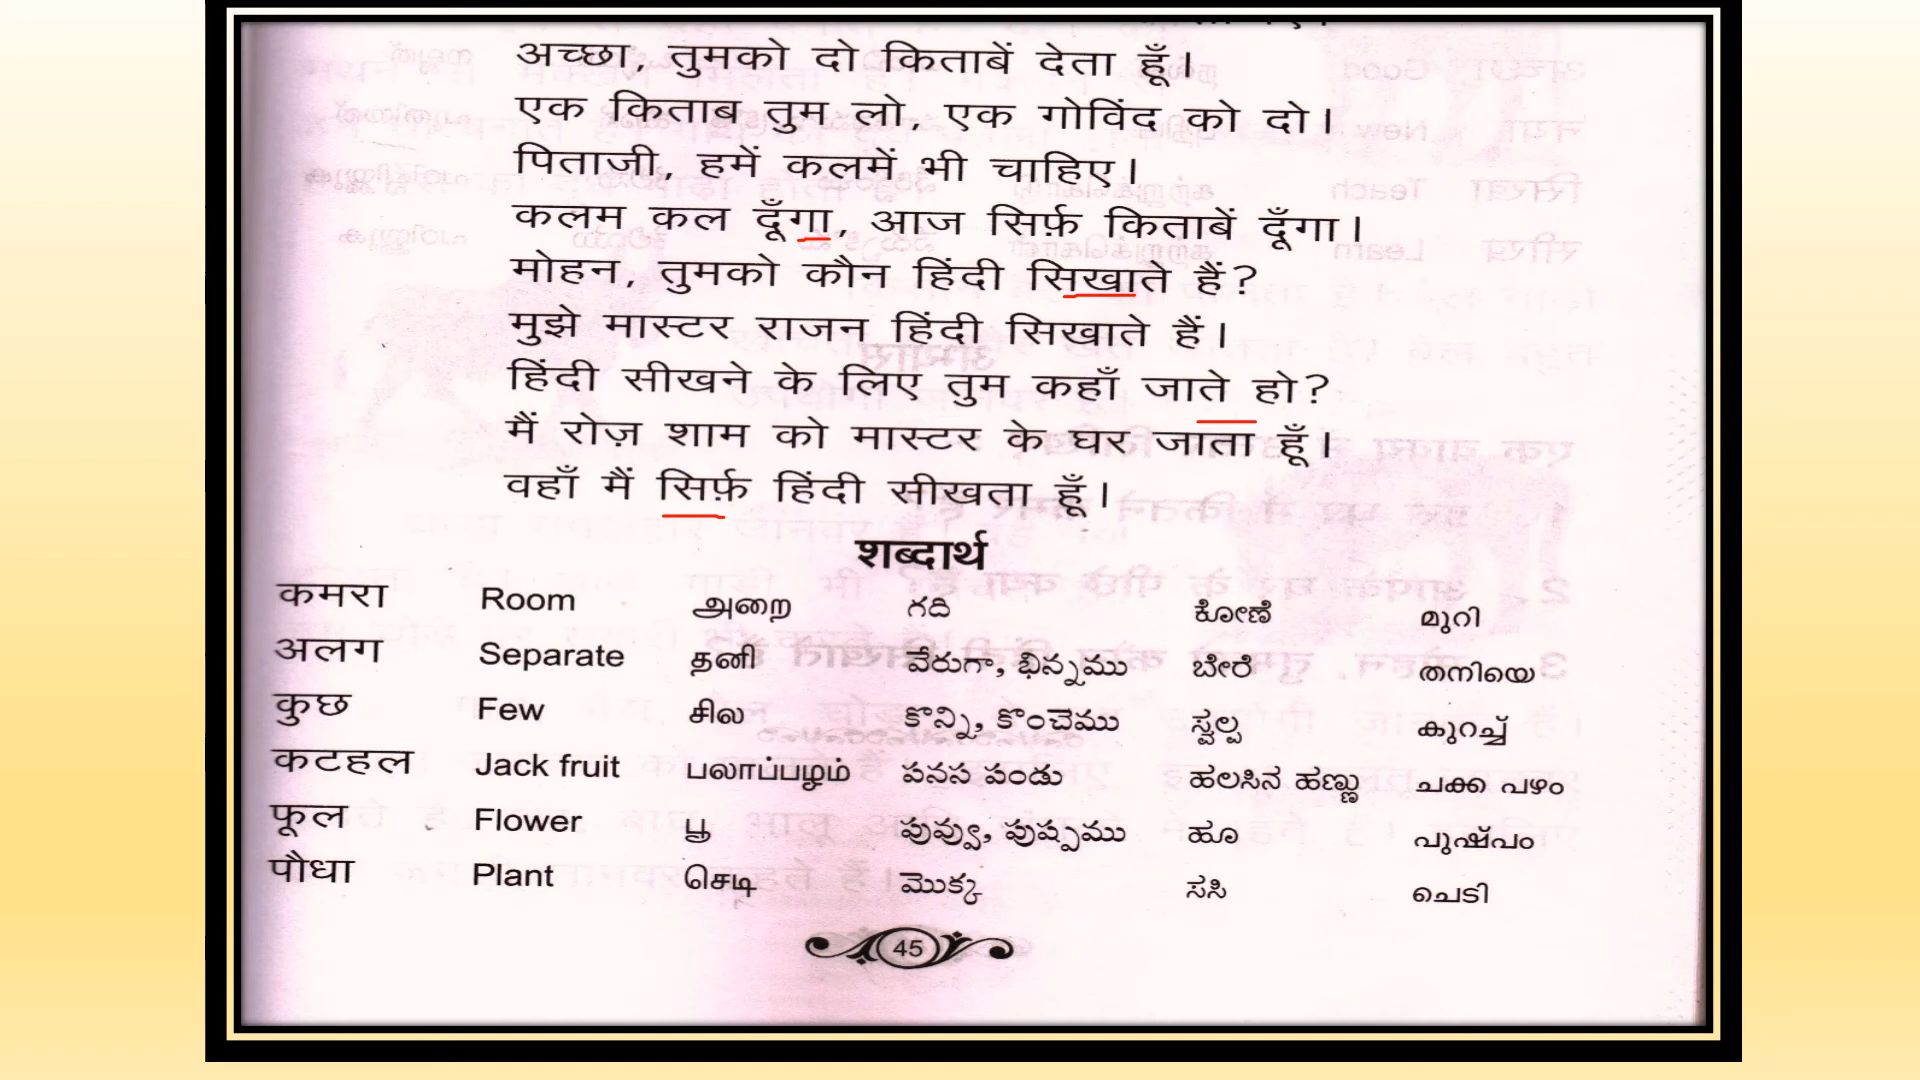 अच्छा, तुमको दो किताबें देता हूँ।
एक किताब तुम लो, एक गोविंद को दो।
पिताजी, हमें कलमें भी चाहिए।
कलम कल दूँगा, आज सिर्फ़ किताबें दूँगा।
मोहन, तुमको कौन हिंदी सिखाते हैं?
मुझे मास्टर राजन हिंदी सिखाते हैं।
हिंदी सीखने के लिए तुम कहाँ जाते हो?
मैं रोज़ शाम को मास्टर के घर जाता हूँ।
वहाँ मैं सिर्फ़ हिंदी सीखता हूँ।
शब्दार्थ
कमरा Room அறை గది ಕೋಣೆ മുറി
अलग Separate தனி వేరుగా, భిన్నము ಬೇರೆ തനിയെ
कुछ Few சில కొన్ని, కొంచెము ಸ್ವಲ್ಪ കുറച്ച്
कटहल Jack fruit பலாப்பழம் పనస పండు ಹಲಸಿನ ಹಣ್ಣು ചക്ക പഴം
फूल Flower பூ పువ్వు, పుష్పము ಹೂ പുഷ്പം
पौधा Plant செடி మొక్క ಸಸಿ ചെടി
45